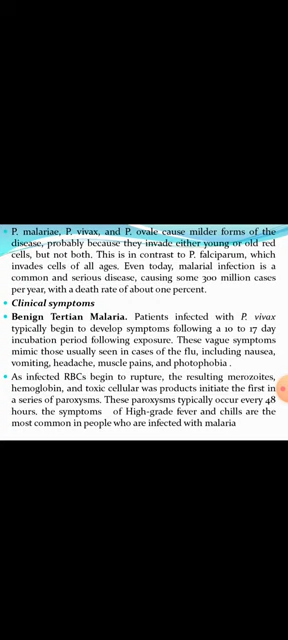 P. malariae, P. vivax, and P. ovale cause milder forms of the
disease, probably because they invade either young or old red
cells, but not both. This is in contrast to P. falciparum, which
invades cells of all ages. Even today, malarial infection is a
common and serious disease, causing some 300 million cases
per year, with a death rate of about one percent.
Clinical symptoms
Benign Tertian Malaria. Patients infected with P. vivax
typically begin to develop symptoms following a 10 to 17 day
incubation period following exposure. These vague symptoms
mimic those usually seen in cases of the flu, including nausea,
vomiting, headache, muscle pains, and photophobia .
As infected RBCs begin to rupture, the resulting merozoites,
hemoglobin, and toxic cellular was products initiate the first in
a series of paroxysms. These paroxysms typically occur every 48
hours. the symptoms of High-grade fever and chills are the
most common in people who are infected with malaria